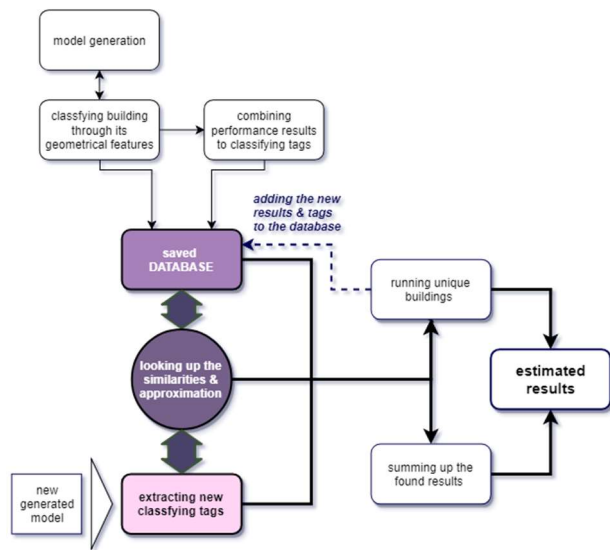 model generation
classfying building
through its
geometrical features
combining
performance results
to classifying tags
adding the new
results & tags
to the database
saved
DATABASE
running unique
buildings
looking up the
similarities &
approximation
estimated
results
new
generated
model
extracting new
classfying tags
summing up the
found results